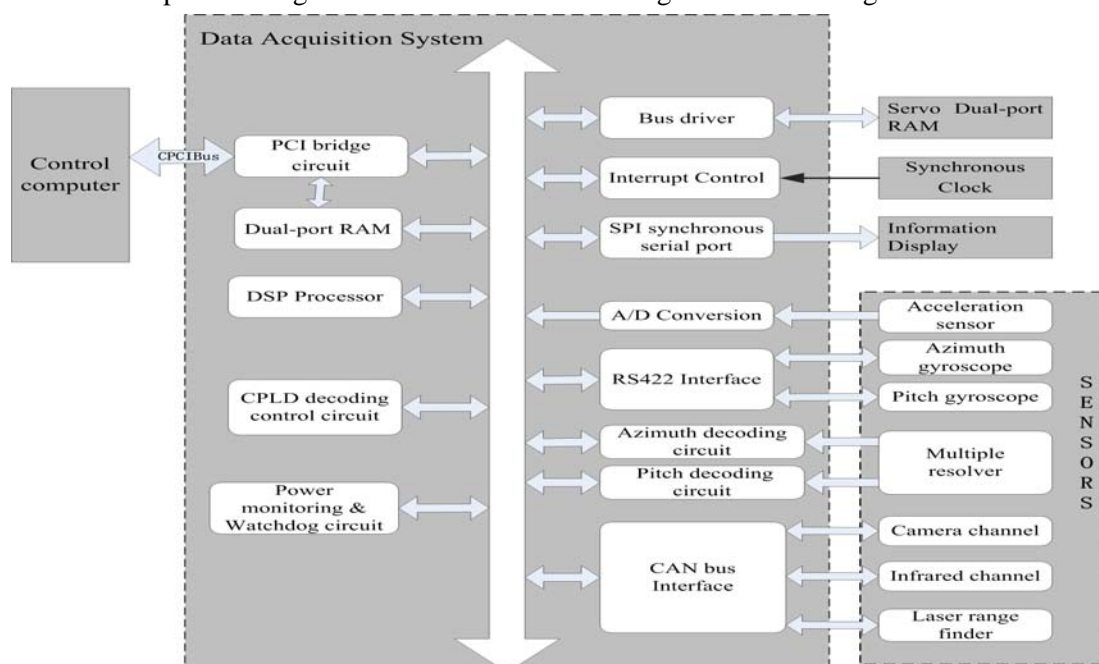 Data Acquisition System
Control
computer
CPCIBus
PCI bridge
circuit
Dual-port RAM
DSP Processor
CPLD decoding
control circuit
Power
monitoring &
Watchdog circuit
Bus driver
Interrupt Control
SPI synchronous
serial port
A/D Conversion
RS422 Interface
Azimuth decoding
circuit
Pitch decoding
circuit
CAN bus
Interface
Servo Dual-port
RAM
Synchronous
Clock
Information
Display
Acceleration
sensor
Azimuth
gyroscope
Pitch gyroscope
Multiple
resolver
Camera channel
Infrared channel
Laser range
finder
SENSORS